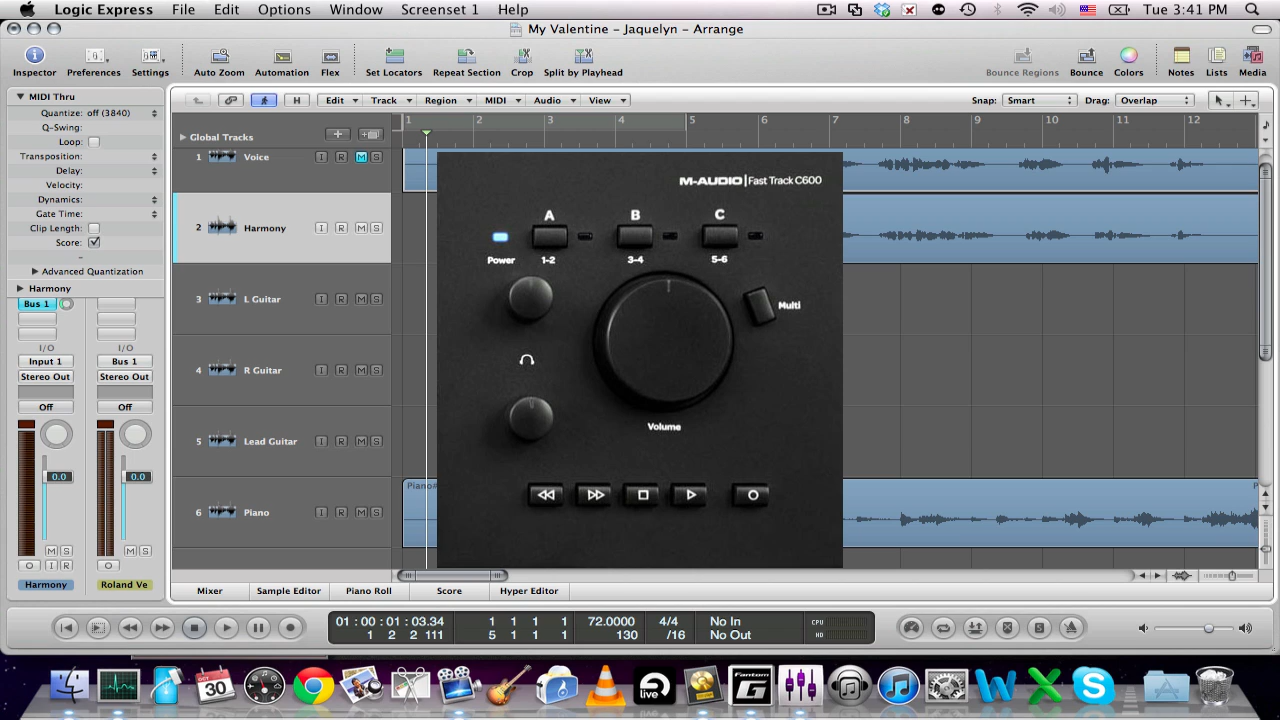 Logic Express File Edit Options Window Screenset 1 Help Tue 3:41 PM
My Valentine – Jaquelyn – Arrange
Inspector Preferences Settings Auto Zoom Automation Flex Set Locators Repeat Section Crop Split by Playhead Bounce Regions Bounce Colors Notes Lists Media
MIDI Thru
Quantize: off (3840)
Q-Swing:
Loop:
Transposition:
Delay:
Velocity:
Dynamics:
Gate Time:
Clip Length:
Score:
Advanced Quantization
Harmony
Bus 1
I/O I/O
Input 1 Bus 1
Stereo Out Stereo Out
Off Off
0.0 0.0
M S M S
I R
Harmony Roland Ve
H Edit Track Region MIDI Audio View Snap: Smart Drag: Overlap
1 2 3 4 5 6 7 8 9 10 11 12
Global Tracks
1 Voice I R M S
2 Harmony I R M S
3 L Guitar I R M S
4 R Guitar I R M S
5 Lead Guitar I R M S
6 Piano I R M S
Piano#
M-AUDIO | Fast Track C600
A B C
Power 1-2 3-4 5-6
Multi
Volume
Mixer Sample Editor Piano Roll Score Hyper Editor
01 : 00 : 01 : 03.34 1 1 1 1 72.0000 4/4 No In CPU
1 2 2 111 5 1 1 1 130 /16 No Out HD
OCT
30
live
Fantom
G
W X S